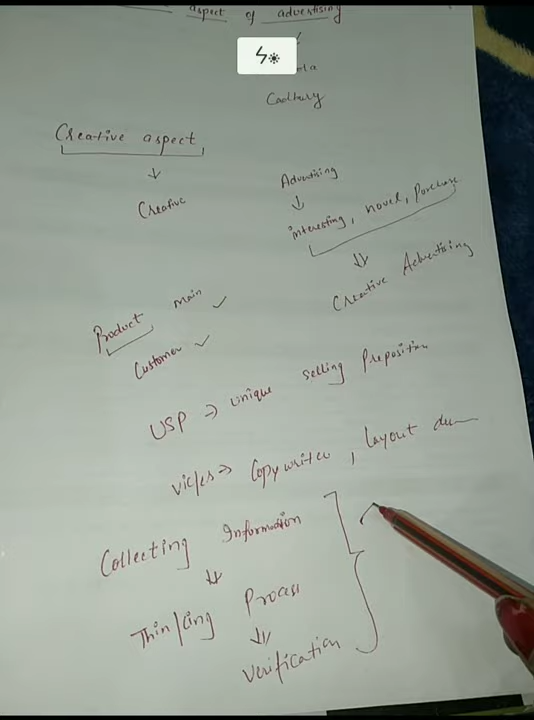 aspect of advertising
Cadbury
Creative aspect
↓
Creative
Advertising
↓
interesting, novel, purchase
⇓
Creative Advertising
Product main ✓
Customer ✓
USP ⇒ unique selling Preposition
⇒ Copywriter, Layout
Collecting Information
⇓
Thinking Process
⇓
Verification